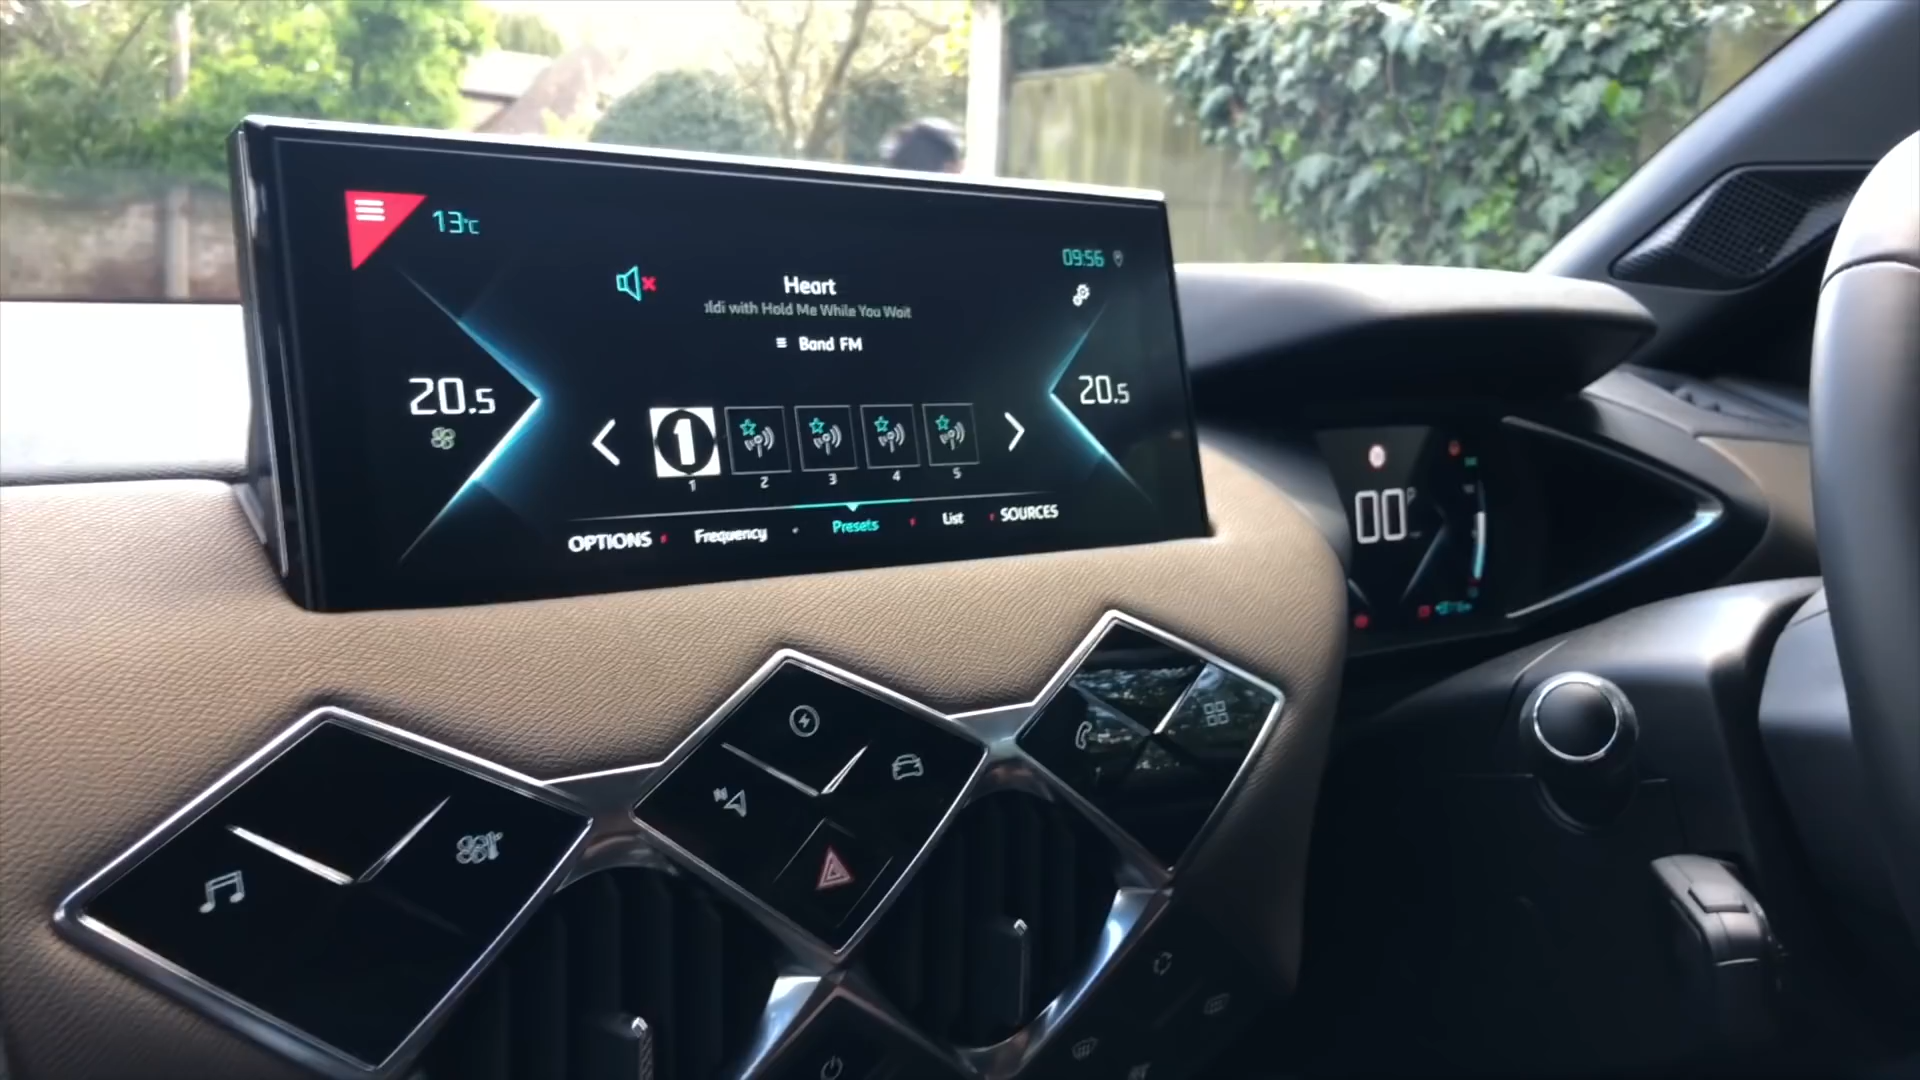 13°C
09:56
Heart
ıldi with Hold Me While You Wait
Band FM
20.5
20.5
1
1
2
3
4
5
OPTIONS
Frequency
Presets
List
SOURCES
00
P
N